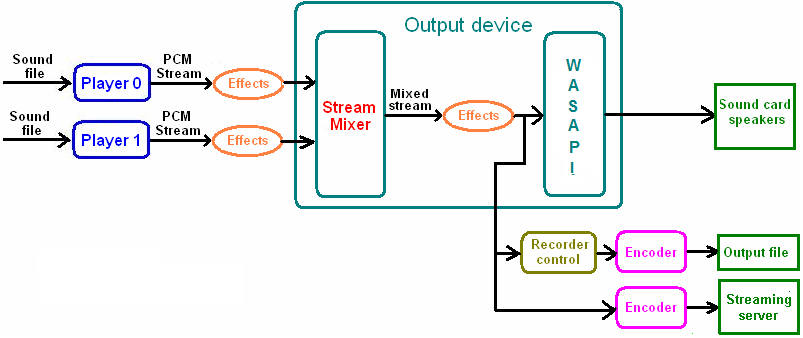 Output device
Sound
file
Player 0
PCM
Stream
Effects
Sound
file
Player 1
PCM
Stream
Effects
Stream
Mixer
Mixed
stream
Effects
W
A
S
A
P
I
Sound card
speakers
Recorder
control
Encoder
Output file
Encoder
Streaming
server